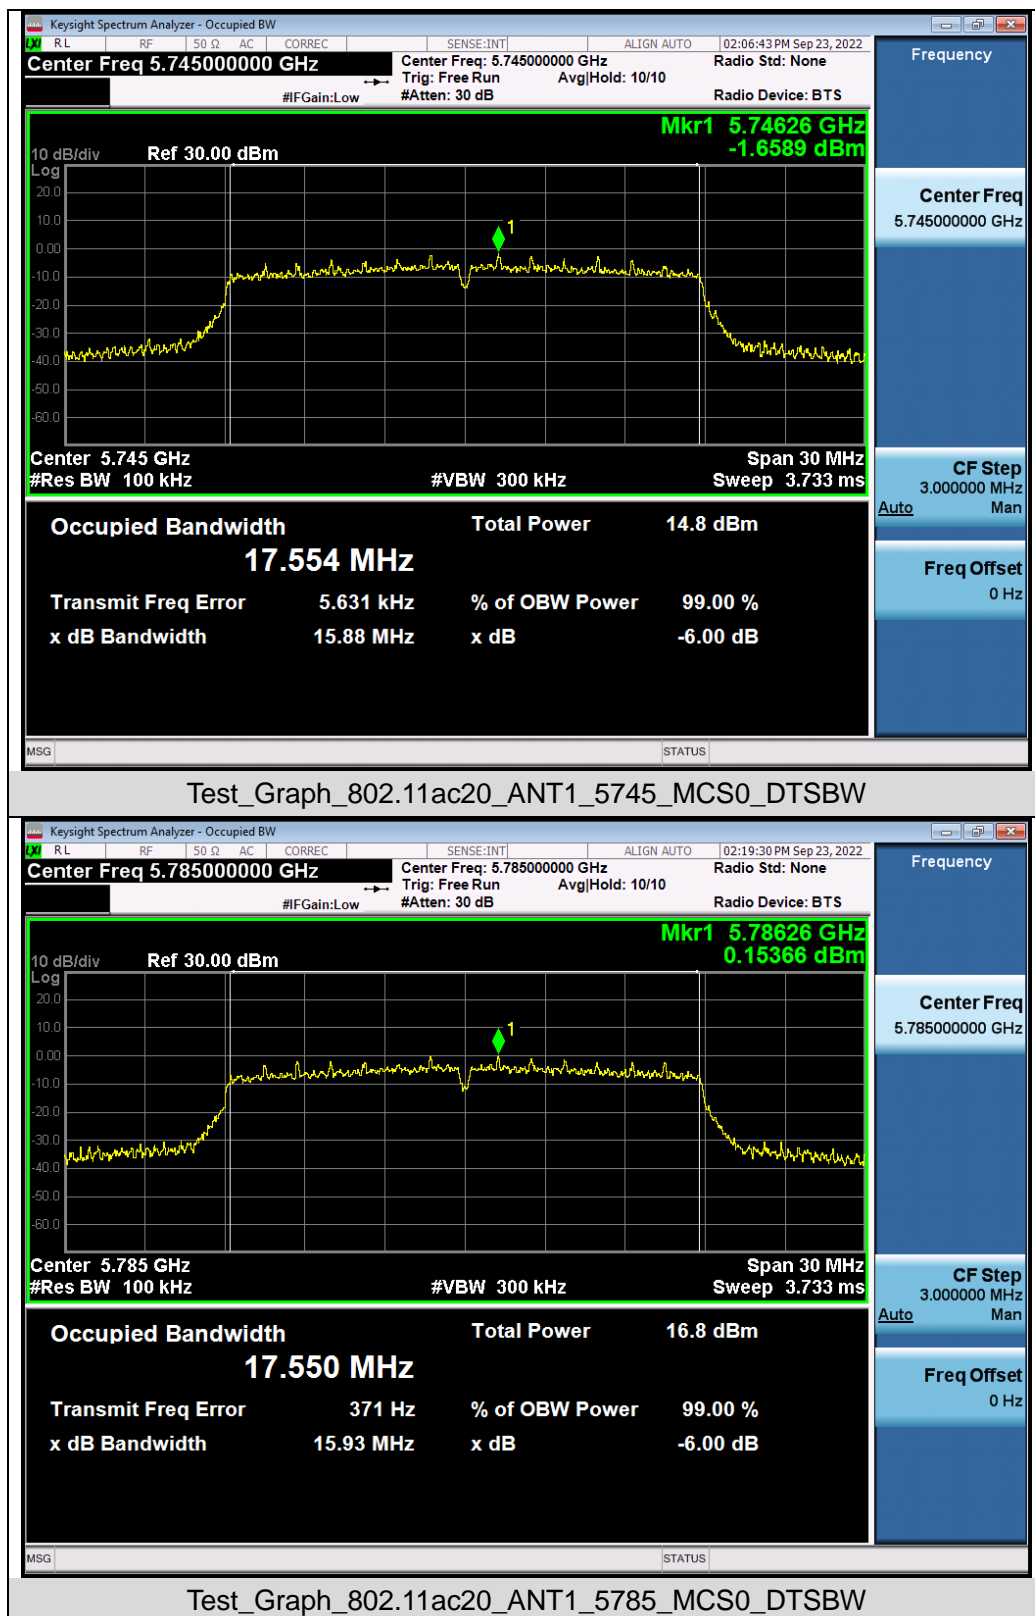 Keysight Spectrum Analyzer - Occupied BW
LXI RL RF 50 Ω AC CORREC SENSE:INT ALIGN AUTO 02:06:43 PM Sep 23, 2022
Center Freq 5.745000000 GHz
Center Freq: 5.745000000 GHz Radio Std: None
Trig: Free Run Avg|Hold: 10/10
#IFGain:Low #Atten: 30 dB Radio Device: BTS
Mkr1 5.74626 GHz
-1.6589 dBm
10 dB/div Ref 30.00 dBm
Log
20.0
10.0
0.00
-10.0
-20.0
-30.0
-40.0
-50.0
-60.0
1
Center 5.745 GHz Span 30 MHz
#Res BW 100 kHz #VBW 300 kHz Sweep 3.733 ms
Occupied Bandwidth Total Power 14.8 dBm
17.554 MHz
Transmit Freq Error 5.631 kHz % of OBW Power 99.00 %
x dB Bandwidth 15.88 MHz x dB -6.00 dB
MSG STATUS
Frequency
Center Freq
5.745000000 GHz
CF Step
3.000000 MHz
Auto Man
Freq Offset
0 Hz
Test_Graph_802.11ac20_ANT1_5745_MCS0_DTSBW
Keysight Spectrum Analyzer - Occupied BW
LXI RL RF 50 Ω AC CORREC SENSE:INT ALIGN AUTO 02:19:30 PM Sep 23, 2022
Center Freq 5.785000000 GHz
Center Freq: 5.785000000 GHz Radio Std: None
Trig: Free Run Avg|Hold: 10/10
#IFGain:Low #Atten: 30 dB Radio Device: BTS
Mkr1 5.78626 GHz
0.15366 dBm
10 dB/div Ref 30.00 dBm
Log
20.0
10.0
0.00
-10.0
-20.0
-30.0
-40.0
-50.0
-60.0
1
Center 5.785 GHz Span 30 MHz
#Res BW 100 kHz #VBW 300 kHz Sweep 3.733 ms
Occupied Bandwidth Total Power 16.8 dBm
17.550 MHz
Transmit Freq Error 371 Hz % of OBW Power 99.00 %
x dB Bandwidth 15.93 MHz x dB -6.00 dB
MSG STATUS
Frequency
Center Freq
5.785000000 GHz
CF Step
3.000000 MHz
Auto Man
Freq Offset
0 Hz
Test_Graph_802.11ac20_ANT1_5785_MCS0_DTSBW